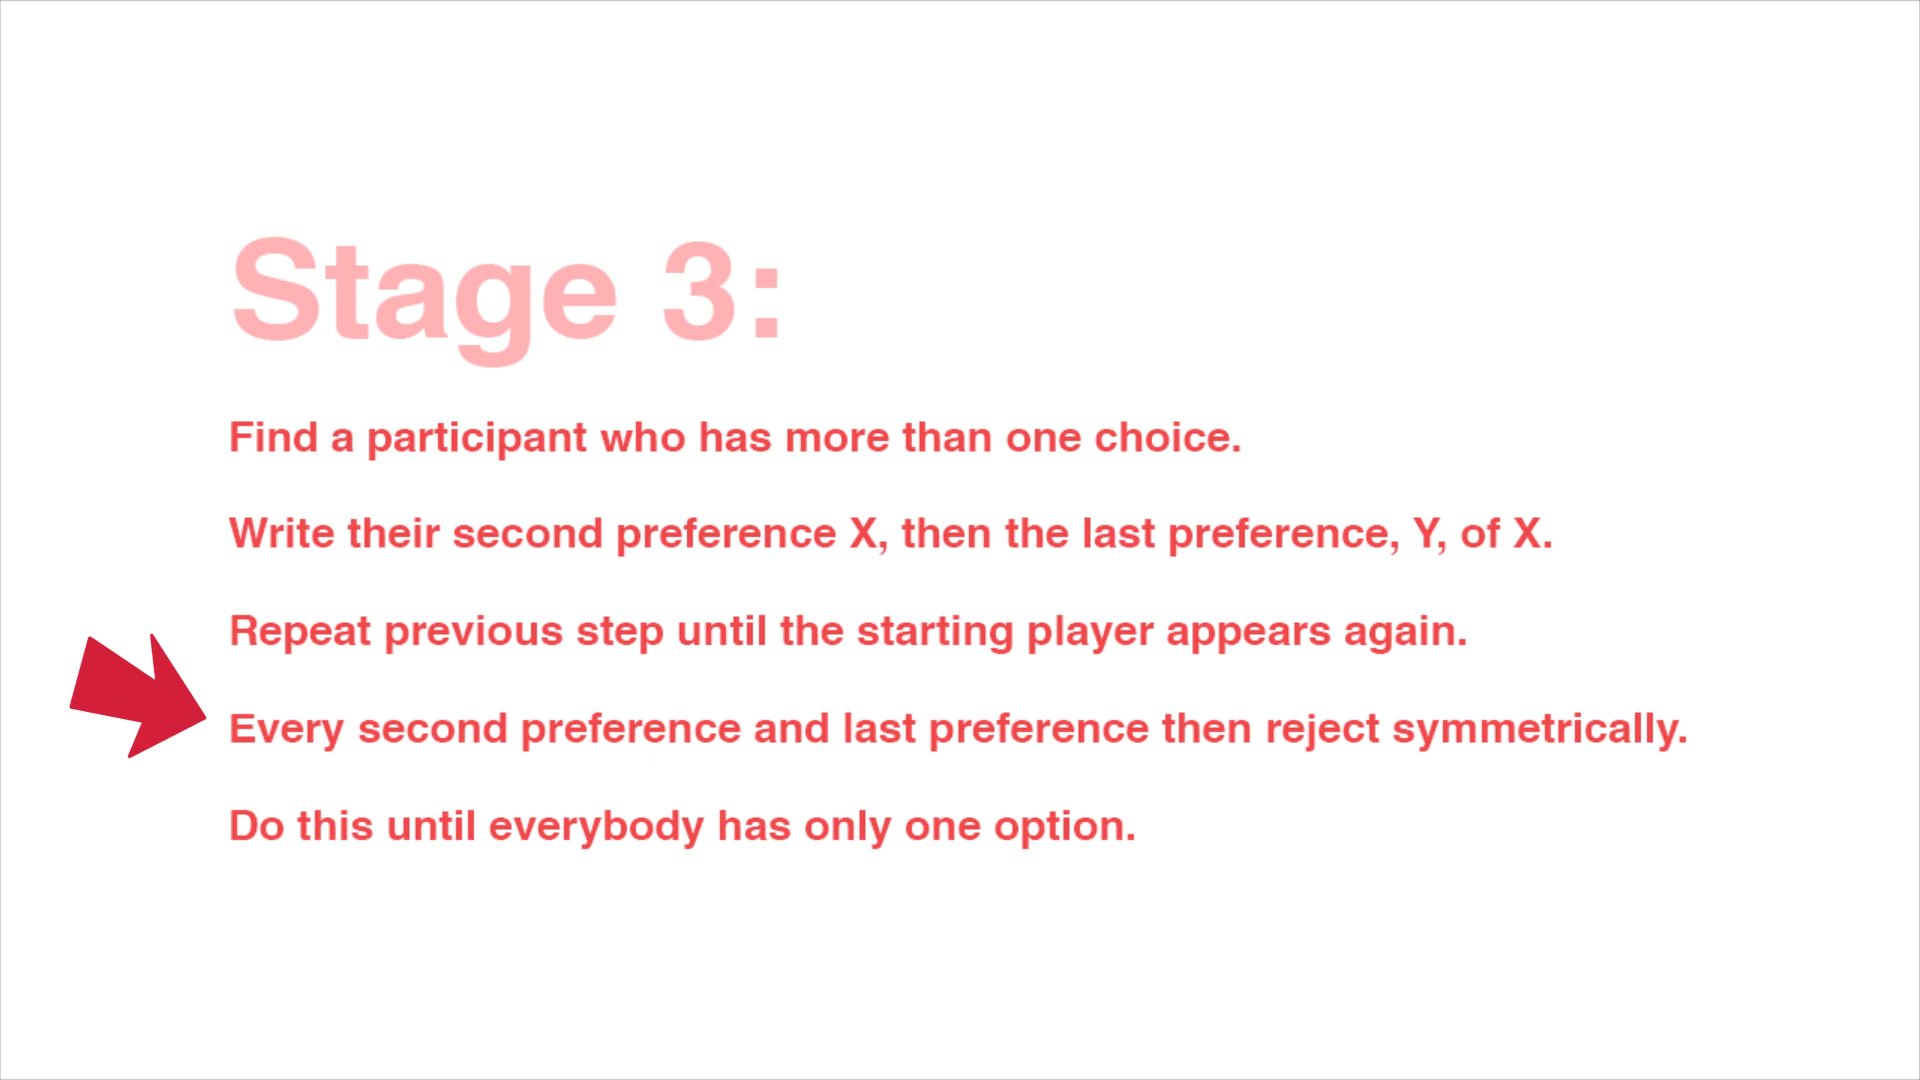 Stage 3:
Find a participant who has more than one choice.
Write their second preference X, then the last preference, Y, of X.
Repeat previous step until the starting player appears again.
Every second preference and last preference then reject symmetrically.
Do this until everybody has only one option.